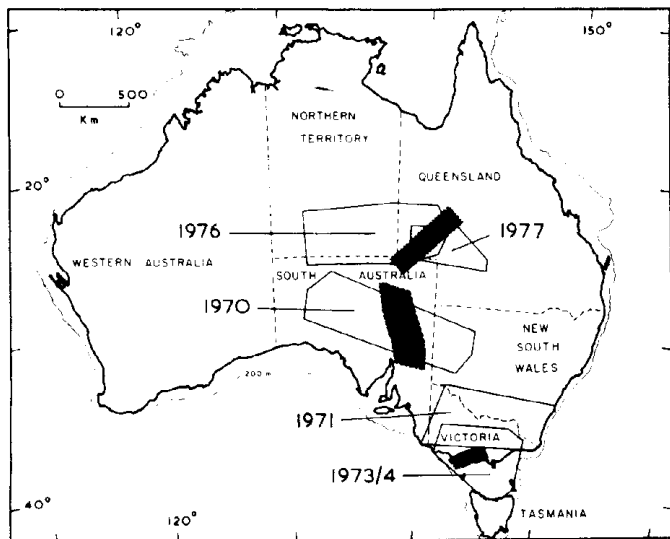 120°
150°
0 500
Km
NORTHERN
TERRITORY
20°
QUEENSLAND
1976
1977
WESTERN AUSTRALIA
SOUTH AUSTRALIA
1970
NEW
SOUTH
WALES
200 m
1971
VICTORIA
1973/4
40°
120°
TASMANIA
150°